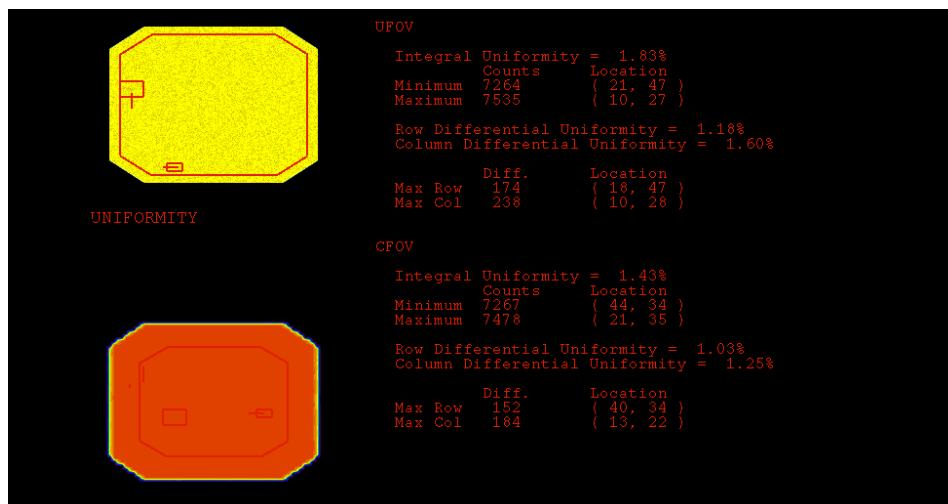 UFOV
Integral Uniformity = 1.83%
Counts Location
Minimum 7264 ( 21, 47 )
Maximum 7535 ( 10, 27 )
Row Differential Uniformity = 1.18%
Column Differential Uniformity = 1.60%
Diff. Location
Max Row 174 ( 18, 47 )
Max Col 238 ( 10, 28 )
UNIFORMITY
CFOV
Integral Uniformity = 1.43%
Counts Location
Minimum 7267 ( 44, 34 )
Maximum 7478 ( 21, 35 )
Row Differential Uniformity = 1.03%
Column Differential Uniformity = 1.25%
Diff. Location
Max Row 152 ( 40, 34 )
Max Col 184 ( 13, 22 )